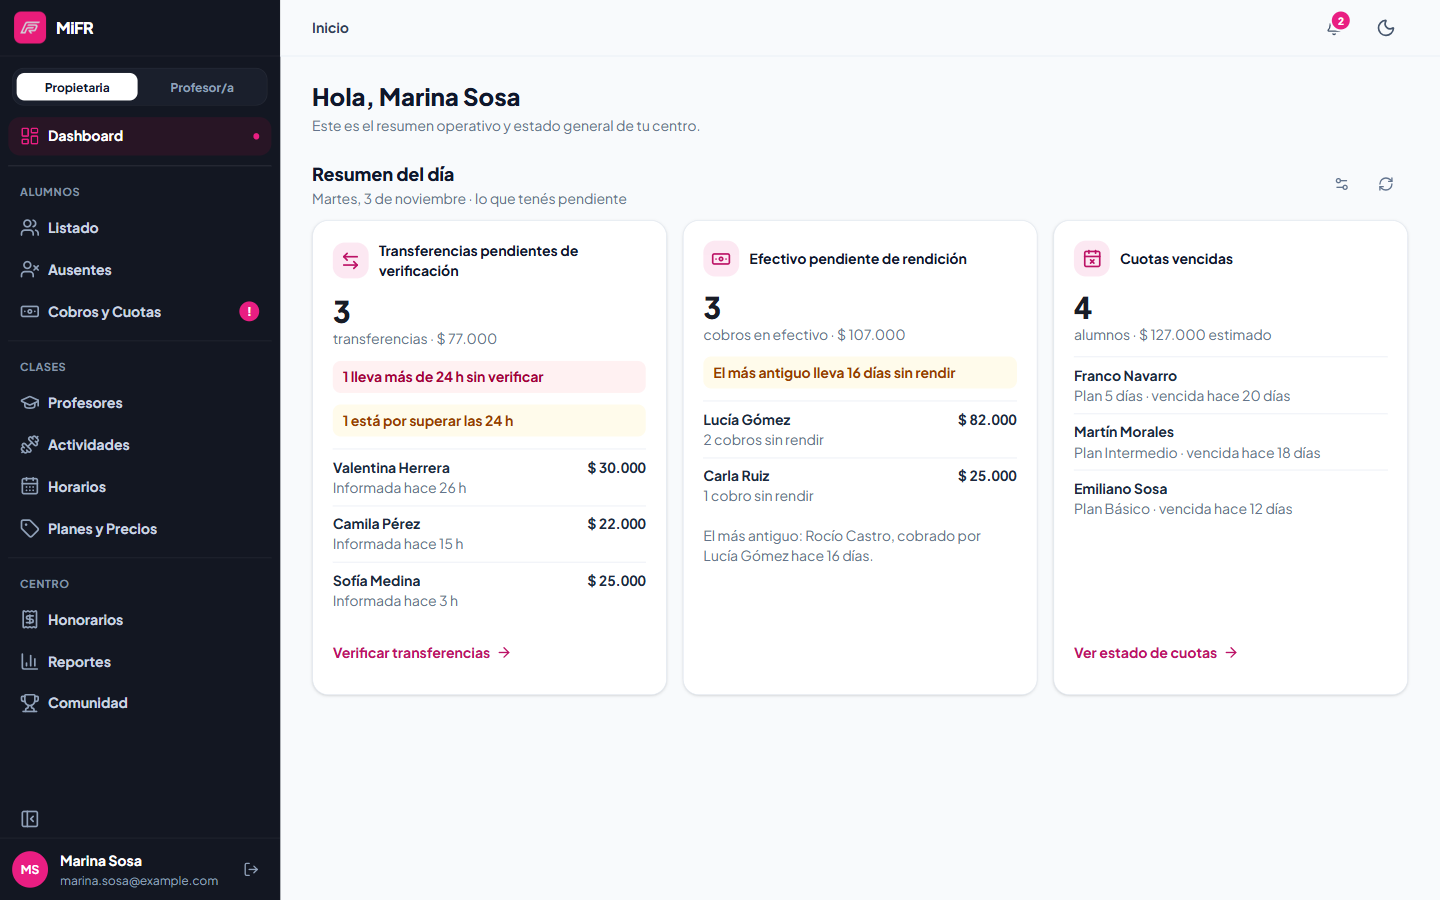 MiFR
Propietaria
Profesor/a
Dashboard
ALUMNOS
Listado
Ausentes
Cobros y Cuotas
!
CLASES
Profesores
Actividades
Horarios
Planes y Precios
CENTRO
Honorarios
Reportes
Comunidad
MS
Marina Sosa
marina.sosa@example.com
Inicio
2
Hola, Marina Sosa
Este es el resumen operativo y estado general de tu centro.
Resumen del día
Martes, 3 de noviembre · lo que tenés pendiente
Transferencias pendientes de
verificación
3
transferencias · $ 77.000
1 lleva más de 24 h sin verificar
1 está por superar las 24 h
Valentina Herrera $ 30.000
Informada hace 26 h
Camila Pérez $ 22.000
Informada hace 15 h
Sofía Medina $ 25.000
Informada hace 3 h
Verificar transferencias →
Efectivo pendiente de rendición
3
cobros en efectivo · $ 107.000
El más antiguo lleva 16 días sin rendir
Lucía Gómez $ 82.000
2 cobros sin rendir
Carla Ruiz $ 25.000
1 cobro sin rendir
El más antiguo: Rocío Castro, cobrado por
Lucía Gómez hace 16 días.
Cuotas vencidas
4
alumnos · $ 127.000 estimado
Franco Navarro
Plan 5 días · vencida hace 20 días
Martín Morales
Plan Intermedio · vencida hace 18 días
Emiliano Sosa
Plan Básico · vencida hace 12 días
Ver estado de cuotas →